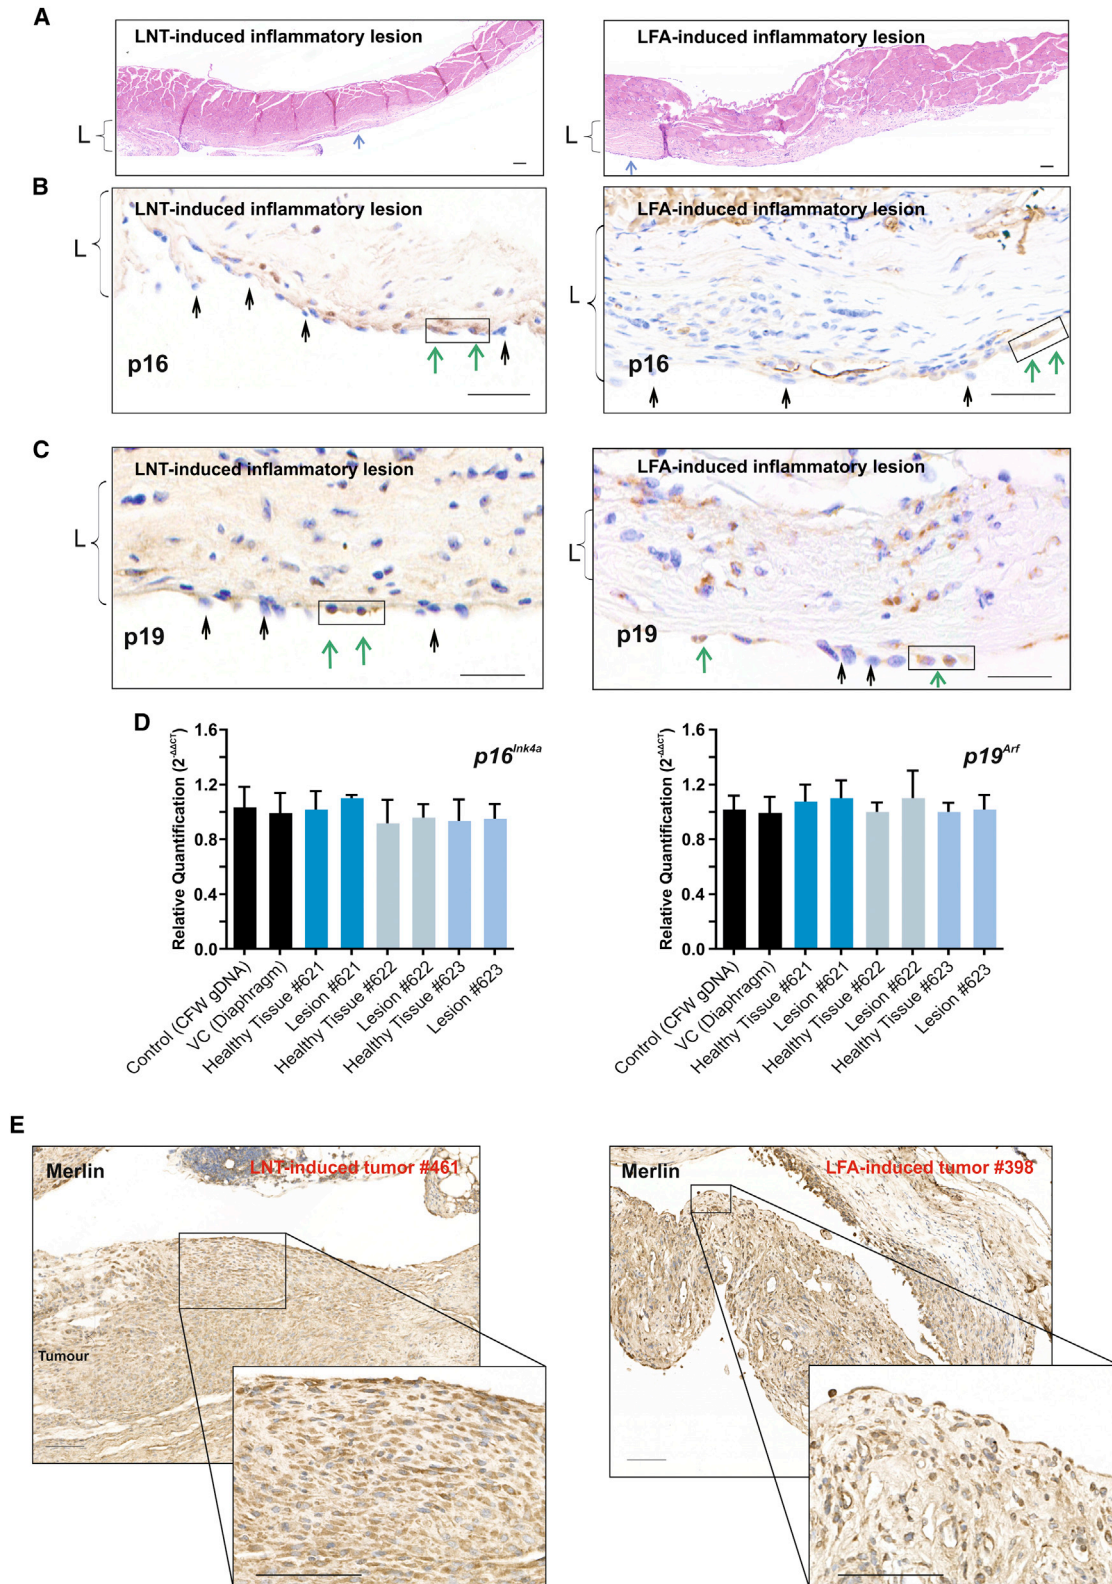 A
LNT-induced inflammatory lesion
LFA-induced inflammatory lesion
L
L
B
LNT-induced inflammatory lesion
LFA-induced inflammatory lesion
L
L
p16
p16
C
LNT-induced inflammatory lesion
LFA-induced inflammatory lesion
L
L
p19
p19
D
Relative Quantification (2^-ΔΔCT)
1.6
1.2
0.8
0.4
0.0
p16^Ink4a
Control (CFW gDNA)
VC (Diaphragm)
Healthy Tissue #621
Lesion #621
Healthy Tissue #622
Lesion #622
Healthy Tissue #623
Lesion #623
Relative Quantification (2^-ΔΔCT)
1.6
1.2
0.8
0.4
0.0
p19^Arf
Control (CFW gDNA)
VC (Diaphragm)
Healthy Tissue #621
Lesion #621
Healthy Tissue #622
Lesion #622
Healthy Tissue #623
Lesion #623
E
Merlin
LNT-induced tumor #461
Tumour
Merlin
LFA-induced tumor #398